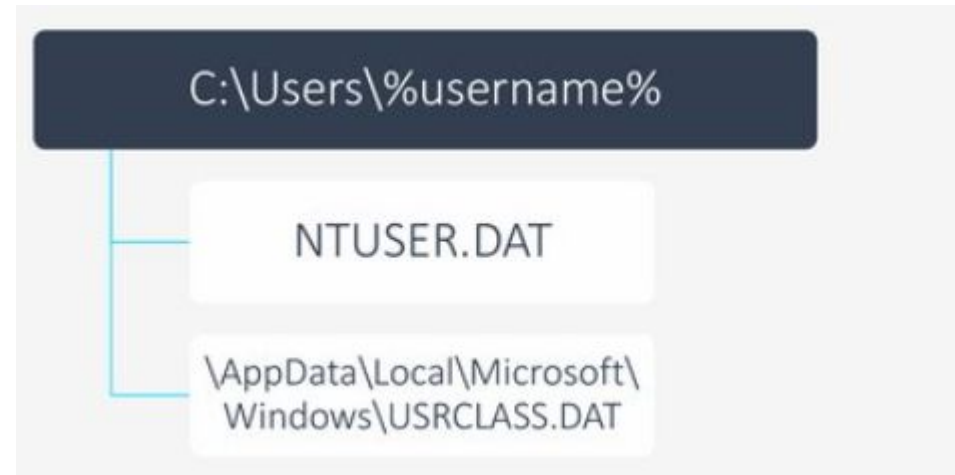 C:\Users\%username%
NTUSER.DAT
\AppData\Local\Microsoft\
Windows\USRCLASS.DAT